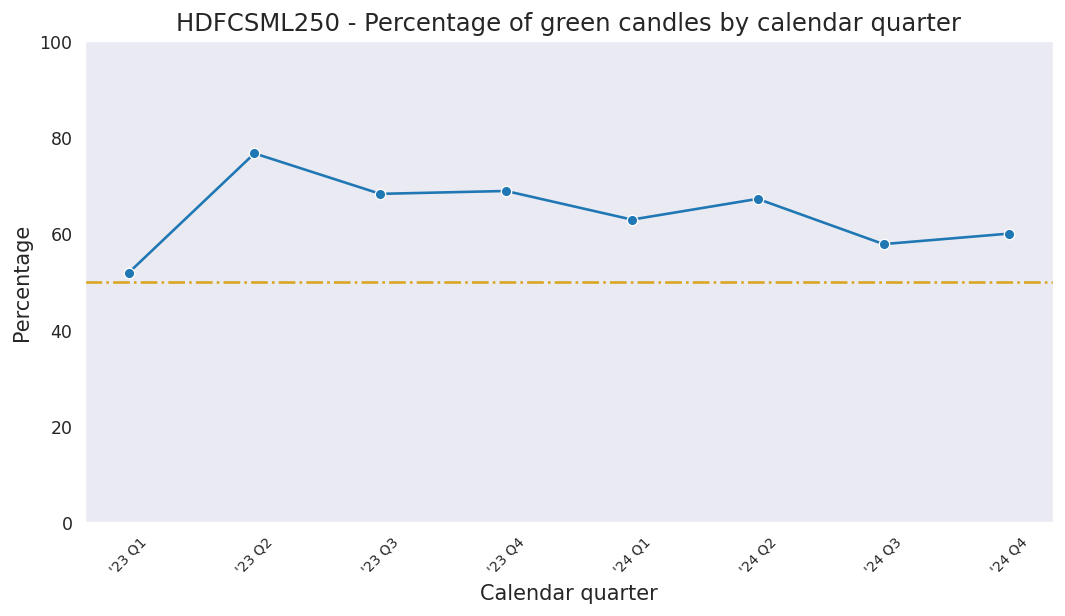 HDFCSML250 - Percentage of green candles by calendar quarter
Percentage
100
80
60
40
20
0
'23 Q1
'23 Q2
'23 Q3
'23 Q4
'24 Q1
'24 Q2
'24 Q3
'24 Q4
Calendar quarter